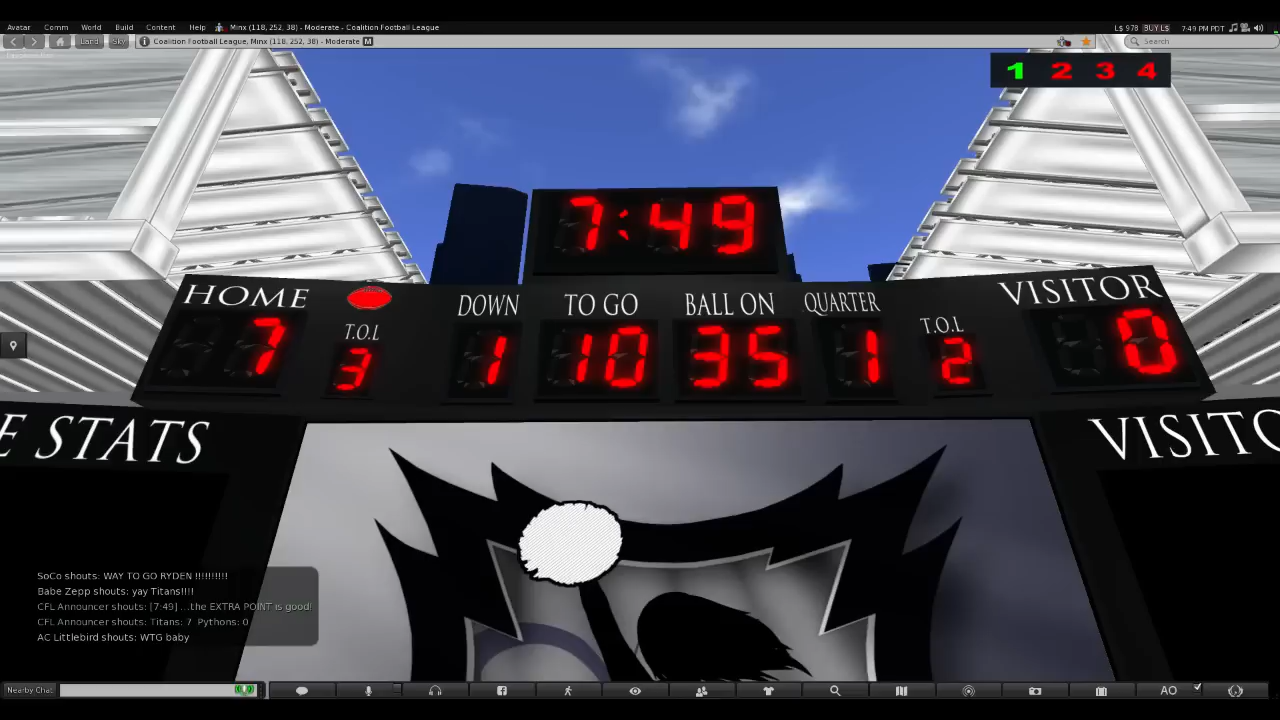 Avatar Comm World Build Content Help Minx (118, 252, 38) - Moderate - Coalition Football League L$ 978 BUY L$ 7:49 PM PDT
Land Sky Coalition Football League, Minx (118, 252, 38) - Moderate M Search
1 2 3 4
7:49
HOME DOWN TO GO BALL ON QUARTER VISITOR
T.O.L T.O.L
7 3 1 10 35 1 2 0
E STATS VISITO
SoCo shouts: WAY TO GO RYDEN !!!!!!!!!!
Babe Zepp shouts: yay Titans!!!!
CFL Announcer shouts: [7:49] ...the EXTRA POINT is good!
CFL Announcer shouts: Titans: 7 Pythons: 0
AC Littlebird shouts: WTG baby
Nearby Chat AO